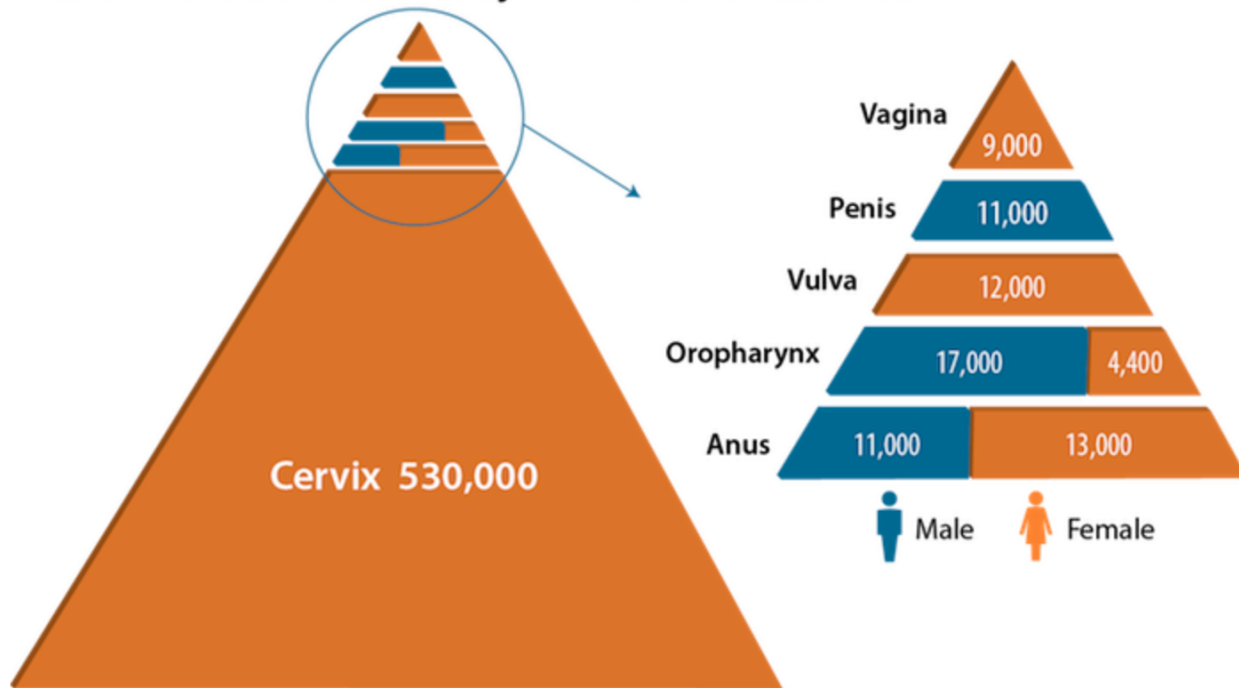 Vagina
9,000
Penis
11,000
Vulva
12,000
Oropharynx
17,000
4,400
Anus
11,000
13,000
Cervix 530,000
Male
Female